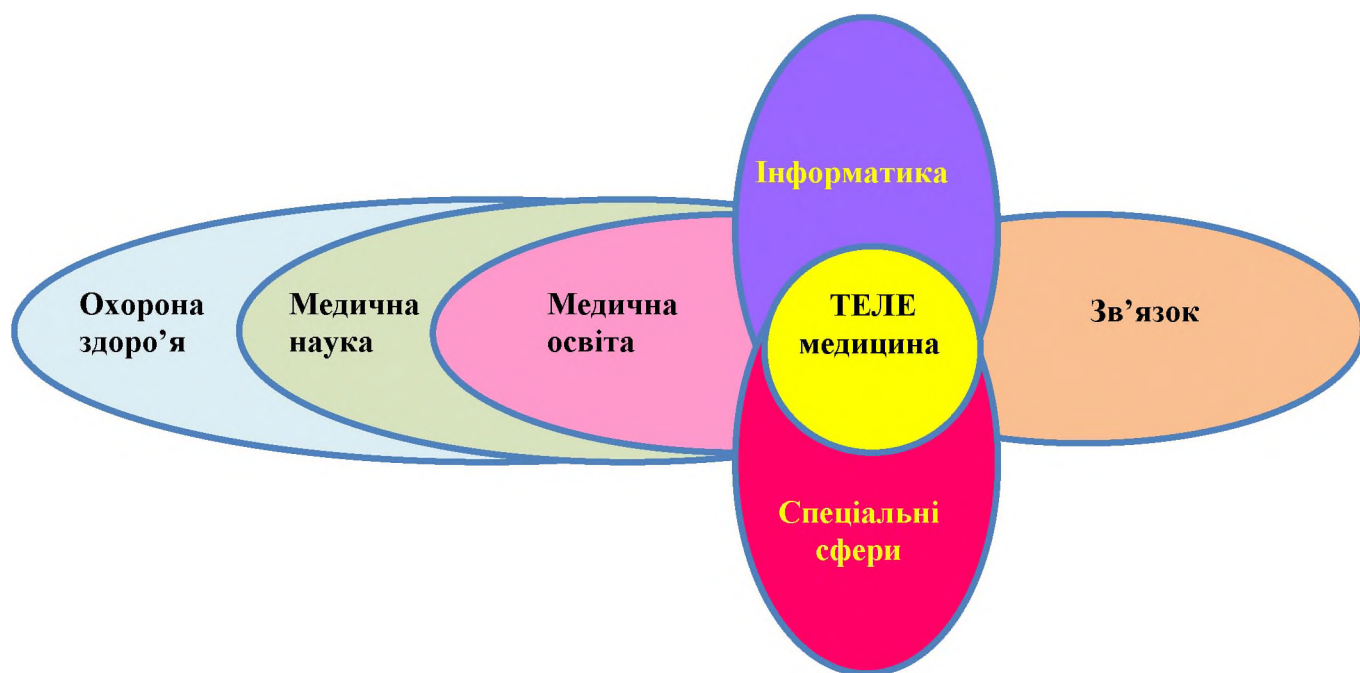 Інформатика
Охорона
здоро’я
Медична
наука
Медична
освіта
ТЕЛЕ
медицина
Зв’язок
Спеціальні
сфери